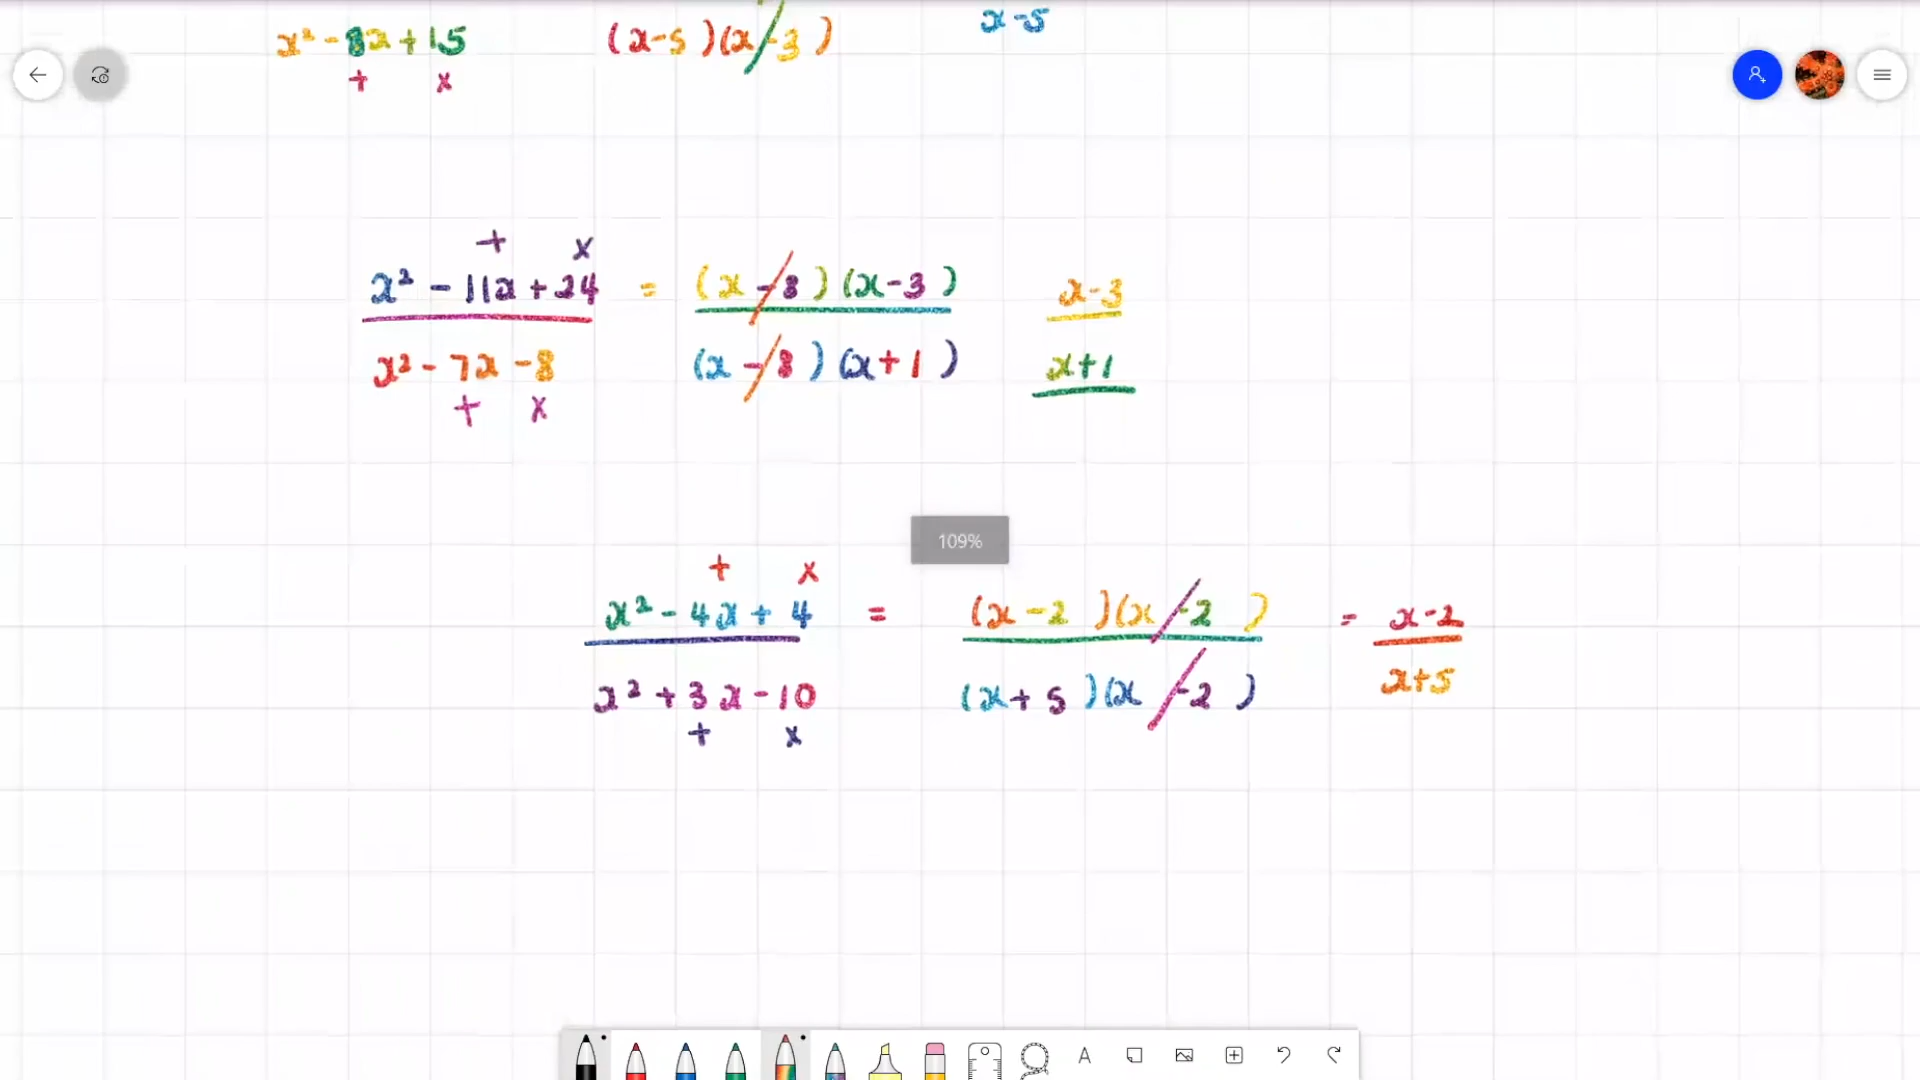 x-5
x² - 8x + 15 (x-5)(x-3)
+ x
+ x
x² - 11x + 24 = (x-8)(x-3) x-3
x² - 7x - 8 (x-8)(x+1) x+1
+ x
109%
+ x
x² - 4x + 4 = (x-2)(x-2) = x-2
x² + 3x - 10 (x+5)(x-2) x+5
+ x
A